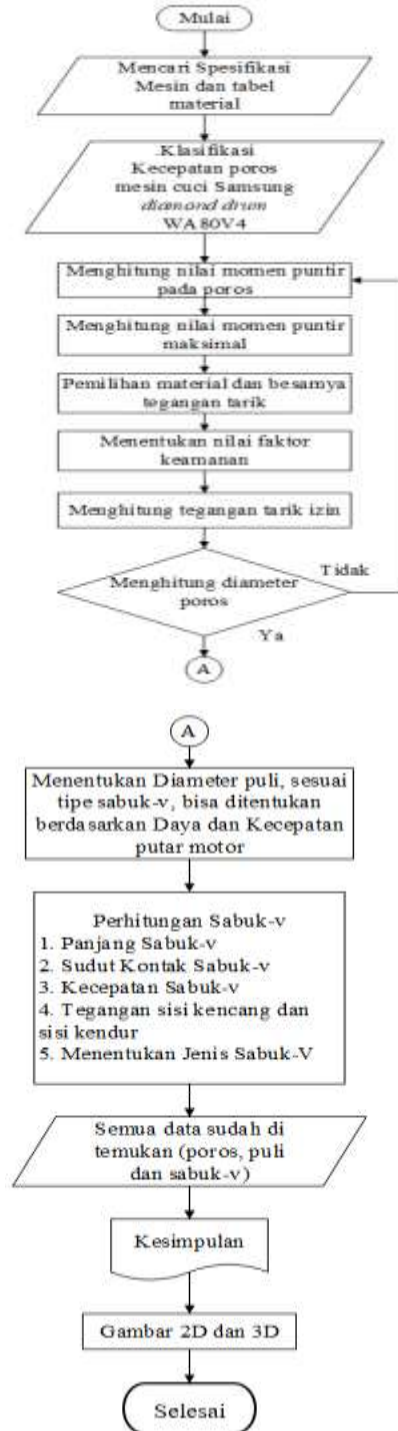 Mulai
Mencari Spesifikasi
Mesin dan tabel
material
Klasifikasi
Kecepatan poros
mesin cuci Samsung
diamond drum
WA80V4
Menghitung nilai momen puntir
pada poros
Menghitung nilai momen puntir
maksimal
Pemilihan material dan besarnya
tegangan tarik
Menentukan nilai faktor
keamanan
Menghitung tegangan tarik izin
Menghitung diameter
poros
Tidak
Ya
A
A
Menentukan Diameter puli, sesuai
tipe sabuk-v, bisa ditentukan
berdasarkan Daya dan Kecepatan
putar motor
Perhitungan Sabuk-v
1. Panjang Sabuk-v
2. Sudut Kontak Sabuk-v
3. Kecepatan Sabuk-v
4. Tegangan sisi kencang dan
sisi kendur
5. Menentukan Jenis Sabuk-V
Semua data sudah di
temukan (poros, puli
dan sabuk-v)
Kesimpulan
Gambar 2D dan 3D
Selesai